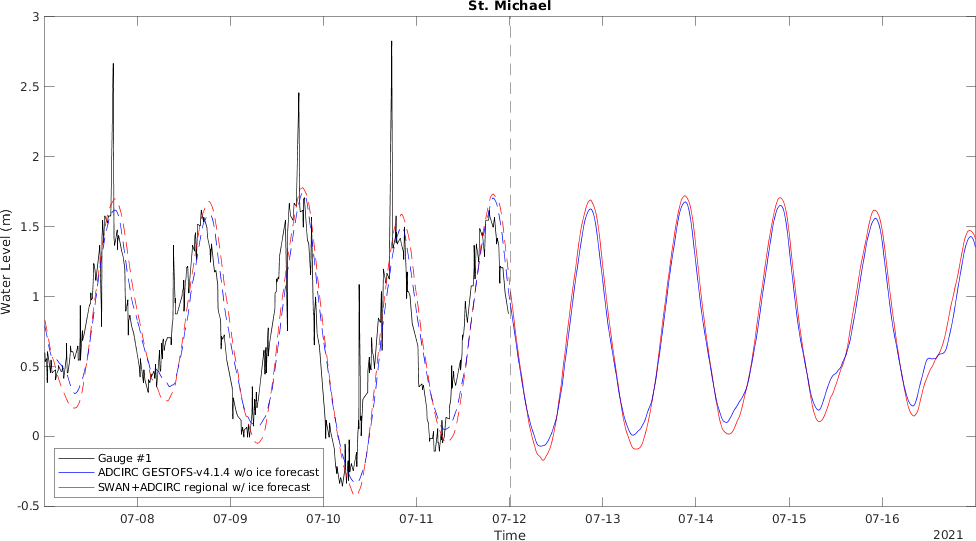 St. Michael
3
2.5
2
1.5
1
0.5
0
-0.5
Water Level (m)
Gauge #1
ADCIRC GESTOFS-v4.1.4 w/o ice forecast
SWAN+ADCIRC regional w/ ice forecast
07-08 07-09 07-10 07-11 07-12 07-13 07-14 07-15 07-16
Time
2021